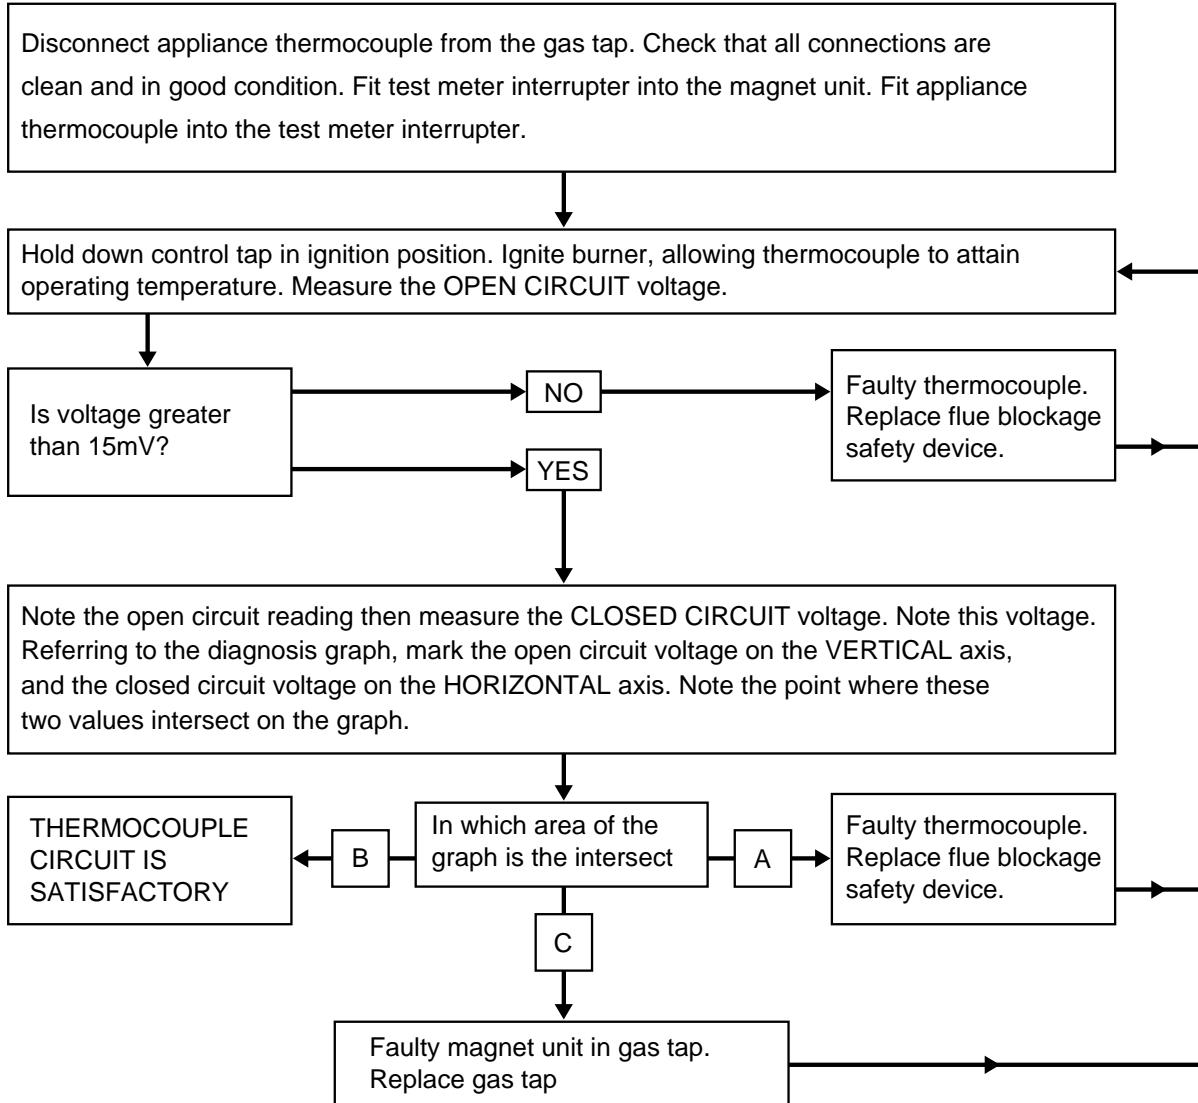 Disconnect appliance thermocouple from the gas tap. Check that all connections are
clean and in good condition. Fit test meter interrupter into the magnet unit. Fit appliance
thermocouple into the test meter interrupter.
Hold down control tap in ignition position. Ignite burner, allowing thermocouple to attain
operating temperature. Measure the OPEN CIRCUIT voltage.
Is voltage greater
than 15mV?
NO
Faulty thermocouple.
Replace flue blockage
safety device.
YES
Note the open circuit reading then measure the CLOSED CIRCUIT voltage. Note this voltage.
Referring to the diagnosis graph, mark the open circuit voltage on the VERTICAL axis,
and the closed circuit voltage on the HORIZONTAL axis. Note the point where these
two values intersect on the graph.
THERMOCOUPLE
CIRCUIT IS
SATISFACTORY
B
In which area of the
graph is the intersect
A
Faulty thermocouple.
Replace flue blockage
safety device.
C
Faulty magnet unit in gas tap.
Replace gas tap